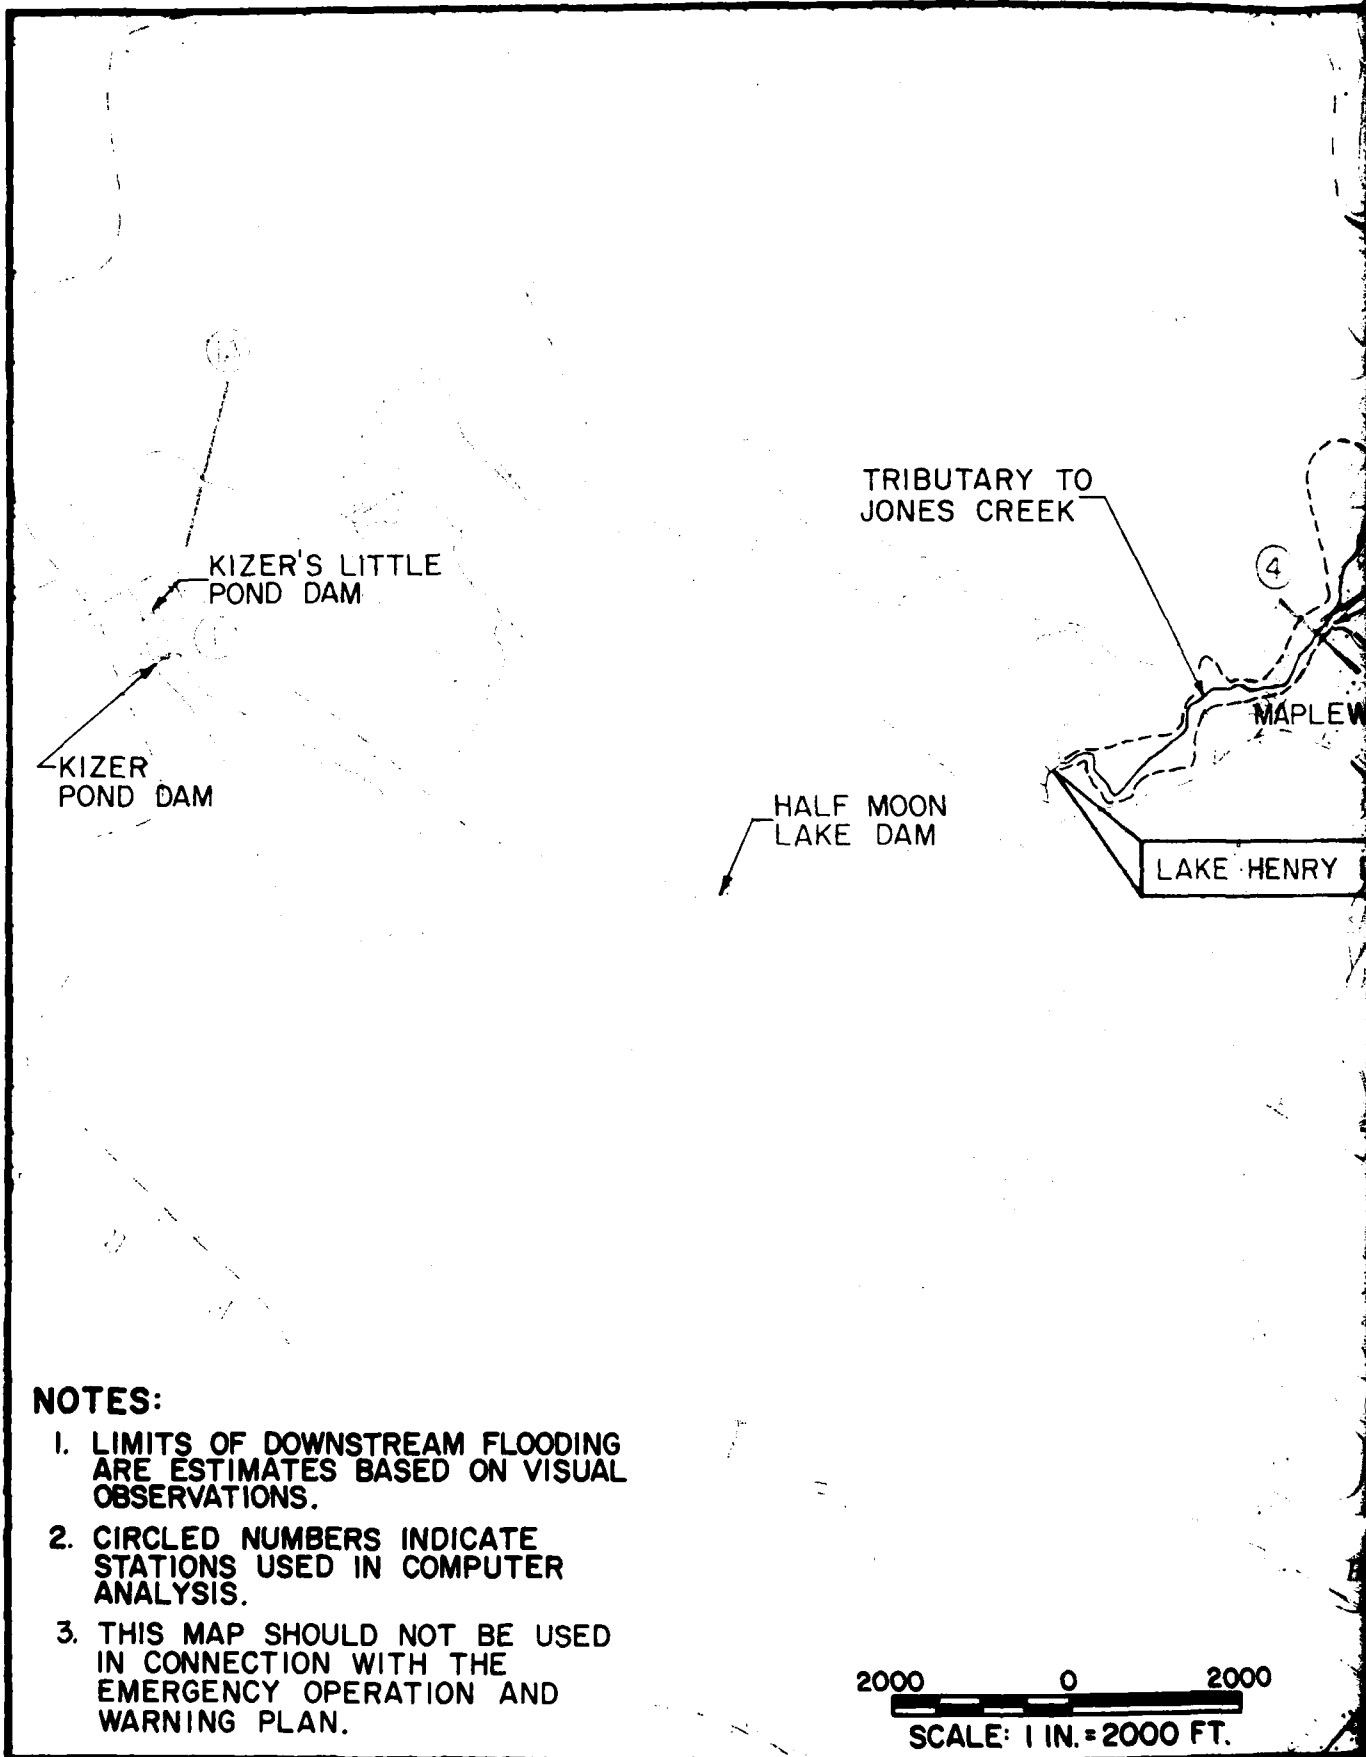 TRIBUTARY TO
JONES CREEK
4
KIZER'S LITTLE
POND DAM
1
MAPLEW
KIZER
POND DAM
HALF MOON
LAKE DAM
LAKE HENRY
NOTES:
1. LIMITS OF DOWNSTREAM FLOODING
ARE ESTIMATES BASED ON VISUAL
OBSERVATIONS.
2. CIRCLED NUMBERS INDICATE
STATIONS USED IN COMPUTER
ANALYSIS.
3. THIS MAP SHOULD NOT BE USED
IN CONNECTION WITH THE
EMERGENCY OPERATION AND
WARNING PLAN.
2000 0 2000
SCALE: 1 IN. = 2000 FT.